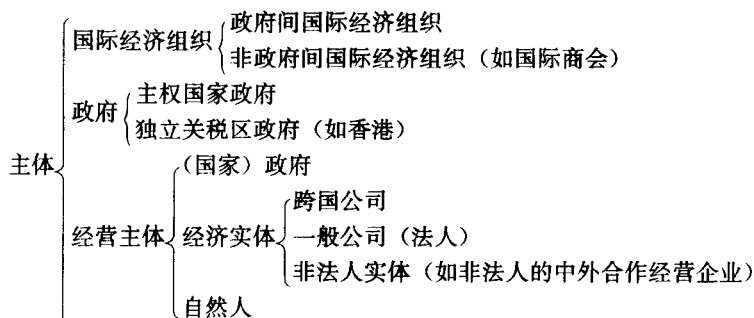 政府间国际经济组织
国际经济组织
非政府间国际经济组织（如国际商会）
主权国家政府
政府
独立关税区政府（如香港）
主体
（国家）政府
跨国公司
经营主体
经济实体
一般公司（法人）
非法人实体（如非法人的中外合作经营企业）
自然人